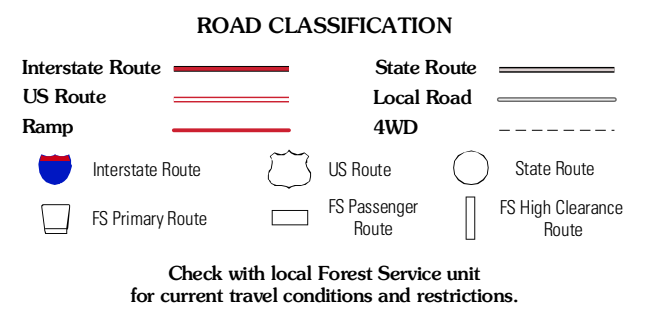 ROAD CLASSIFICATION
Interstate Route
State Route
US Route
Local Road
Ramp
4WD
Interstate Route
US Route
State Route
FS Primary Route
FS Passenger
Route
FS High Clearance
Route
Check with local Forest Service unit
for current travel conditions and restrictions.